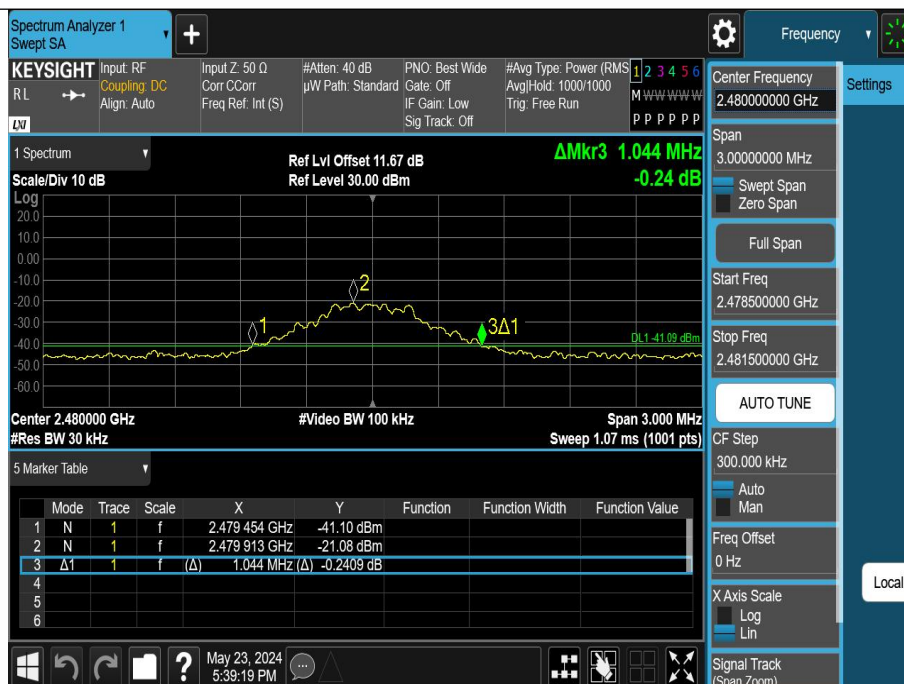 Spectrum Analyzer 1
Swept SA
+
Frequency
KEYSIGHT
R L
LXI
Input: RF
Coupling: DC
Align: Auto
Input Z: 50 Ω
Corr CCorr
Freq Ref: Int (S)
#Atten: 40 dB
µW Path: Standard
PNO: Best Wide
Gate: Off
IF Gain: Low
Sig Track: Off
#Avg Type: Power (RMS
Avg|Hold: 1000/1000
Trig: Free Run
1 2 3 4 5 6
M W W W W W
P P P P P P
1 Spectrum
Scale/Div 10 dB
Log
Ref Lvl Offset 11.67 dB
Ref Level 30.00 dBm
ΔMkr3 1.044 MHz
-0.24 dB
20.0
10.0
0.00
-10.0
-20.0
-30.0
-40.0
-50.0
-60.0
1
2
3Δ1
DL1 -41.09 dBm
Center 2.480000 GHz
#Video BW 100 kHz
Span 3.000 MHz
#Res BW 30 kHz
Sweep 1.07 ms (1001 pts)
5 Marker Table
Mode Trace Scale X Y Function Function Width Function Value
1 N 1 f 2.479 454 GHz -41.10 dBm
2 N 1 f 2.479 913 GHz -21.08 dBm
3 Δ1 1 f (Δ) 1.044 MHz (Δ) -0.2409 dB
4
5
6
?
May 23, 2024
5:39:19 PM
Center Frequency
2.480000000 GHz
Span
3.00000000 MHz
Swept Span
Zero Span
Full Span
Start Freq
2.478500000 GHz
Stop Freq
2.481500000 GHz
AUTO TUNE
CF Step
300.000 kHz
Auto
Man
Freq Offset
0 Hz
X Axis Scale
Log
Lin
Signal Track
(Span Zoom)
Settings
Local